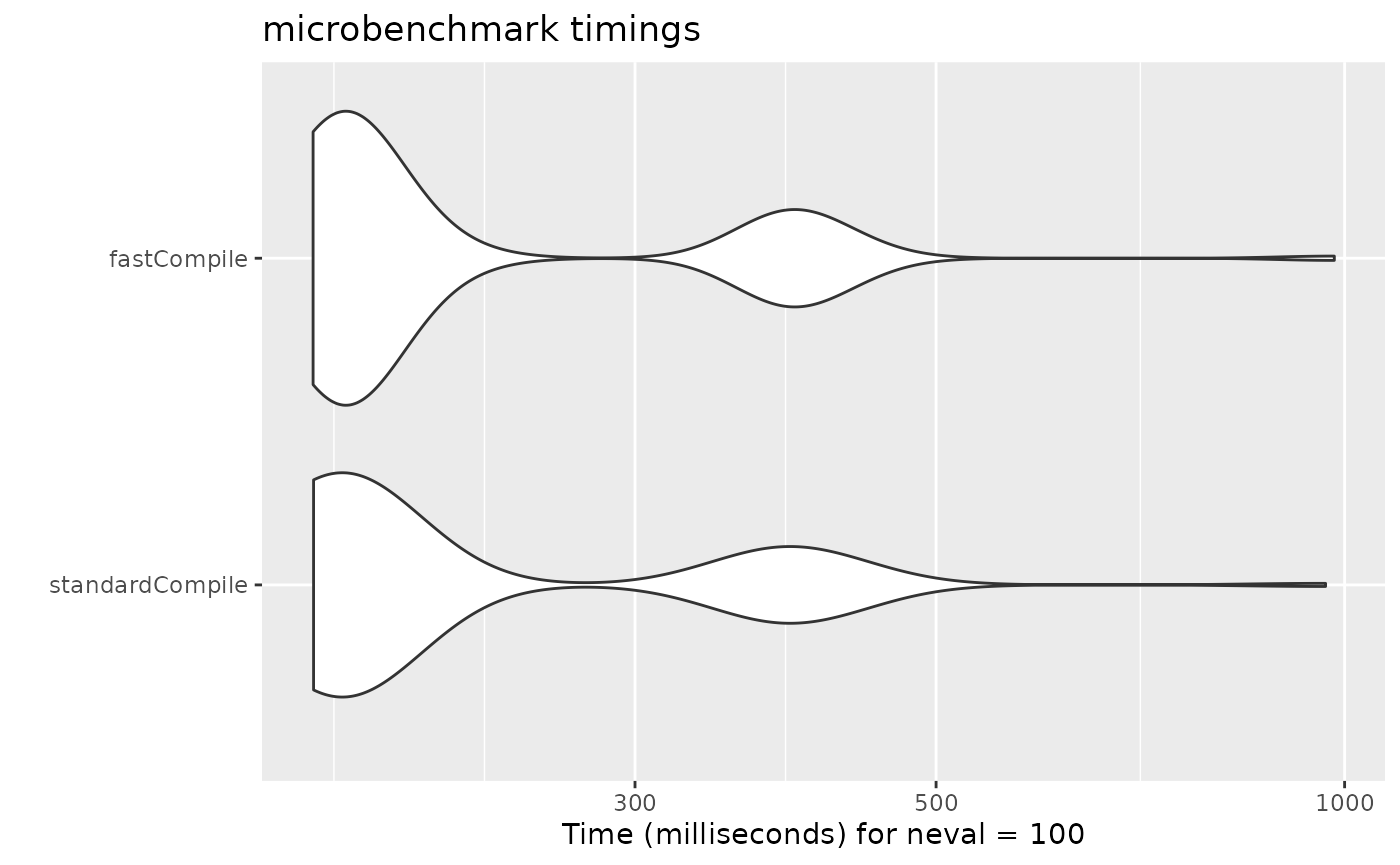 microbenchmark timings
fastCompile
standardCompile
300
500
1000
Time (milliseconds) for neval = 100